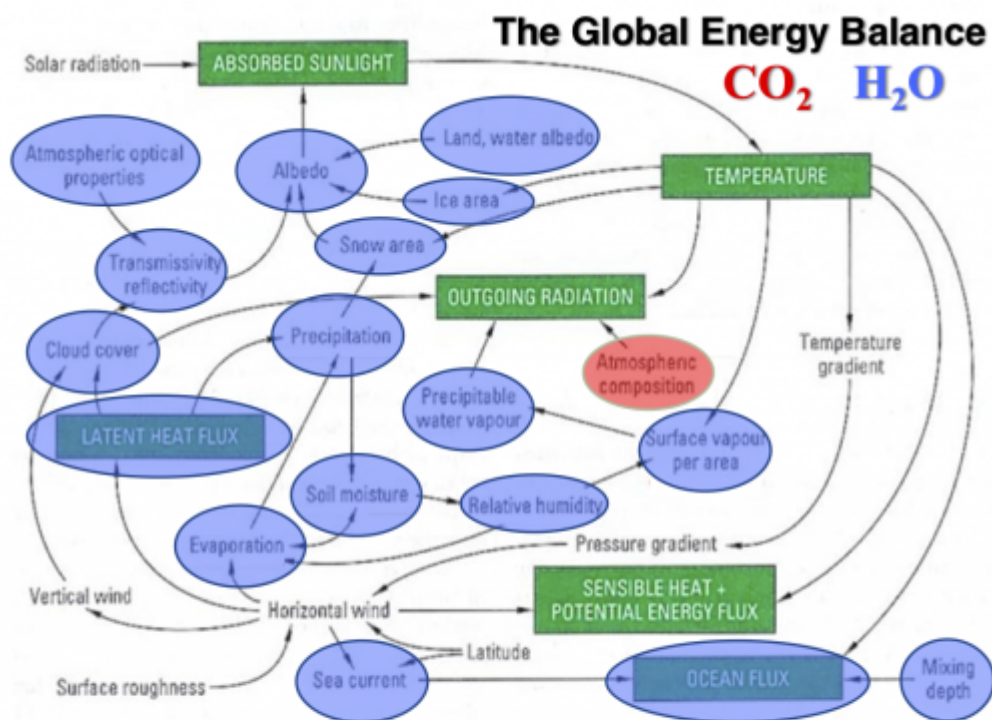 The Global Energy Balance
CO₂ H₂O
Solar radiation
ABSORBED SUNLIGHT
Atmospheric optical
properties
Albedo
Land, water albedo
TEMPERATURE
Ice area
Snow area
Transmissivity
reflectivity
OUTGOING RADIATION
Cloud cover
Precipitation
Temperature
gradient
Atmospheric
composition
Precipitable
water vapour
LATENT HEAT FLUX
Surface vapour
per area
Soil moisture
Relative humidity
Evaporation
Pressure gradient
SENSIBLE HEAT +
POTENTIAL ENERGY FLUX
Vertical wind
Horizontal wind
Latitude
Surface roughness
Sea current
OCEAN FLUX
Mixing
depth